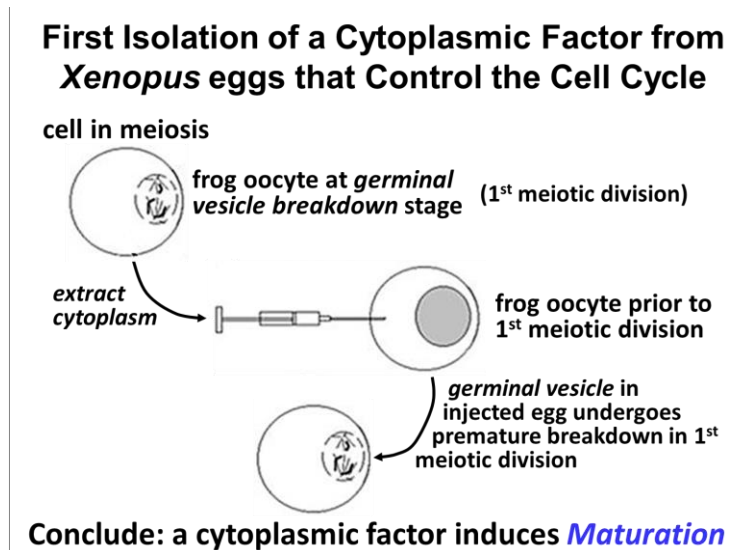 First Isolation of a Cytoplasmic Factor from
Xenopus eggs that Control the Cell Cycle
cell in meiosis
frog oocyte at germinal
vesicle breakdown stage
(1st meiotic division)
extract
cytoplasm
frog oocyte prior to
1st meiotic division
germinal vesicle in
injected egg undergoes
premature breakdown in 1st
meiotic division
Conclude: a cytoplasmic factor induces Maturation